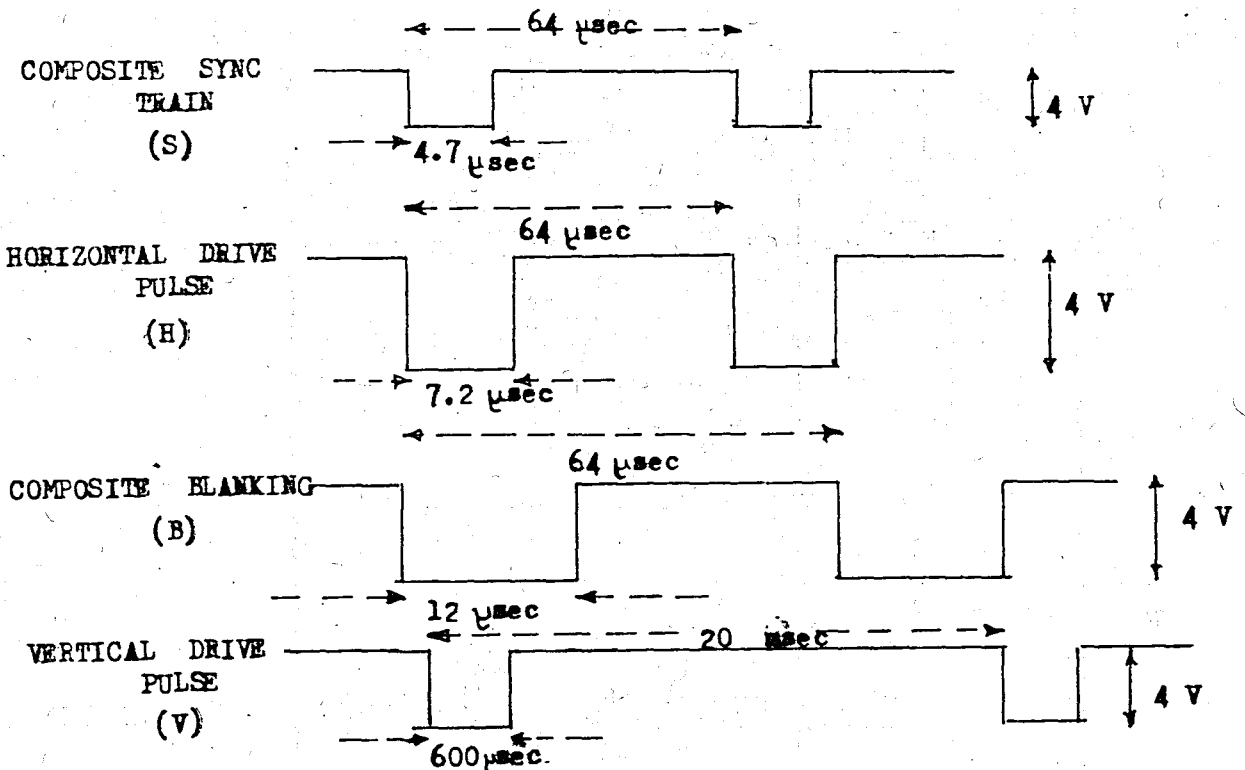 64 μsec
COMPOSITE SYNC
TRAIN
(S)
4 V
4.7 μsec
64 μsec
HORIZONTAL DRIVE
PULSE
(H)
4 V
7.2 μsec
64 μsec
COMPOSITE BLANKING
(B)
4 V
12 μsec
20 msec
VERTICAL DRIVE
PULSE
(V)
4 V
600 μsec.